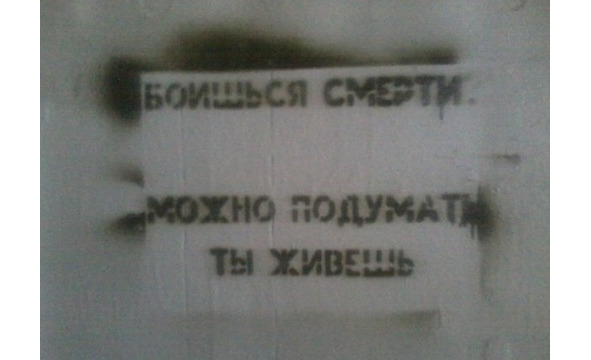 БОИШЬСЯ СМЕРТИ.
МОЖНО ПОДУМАТЬ
ТЫ ЖИВЕШЬ